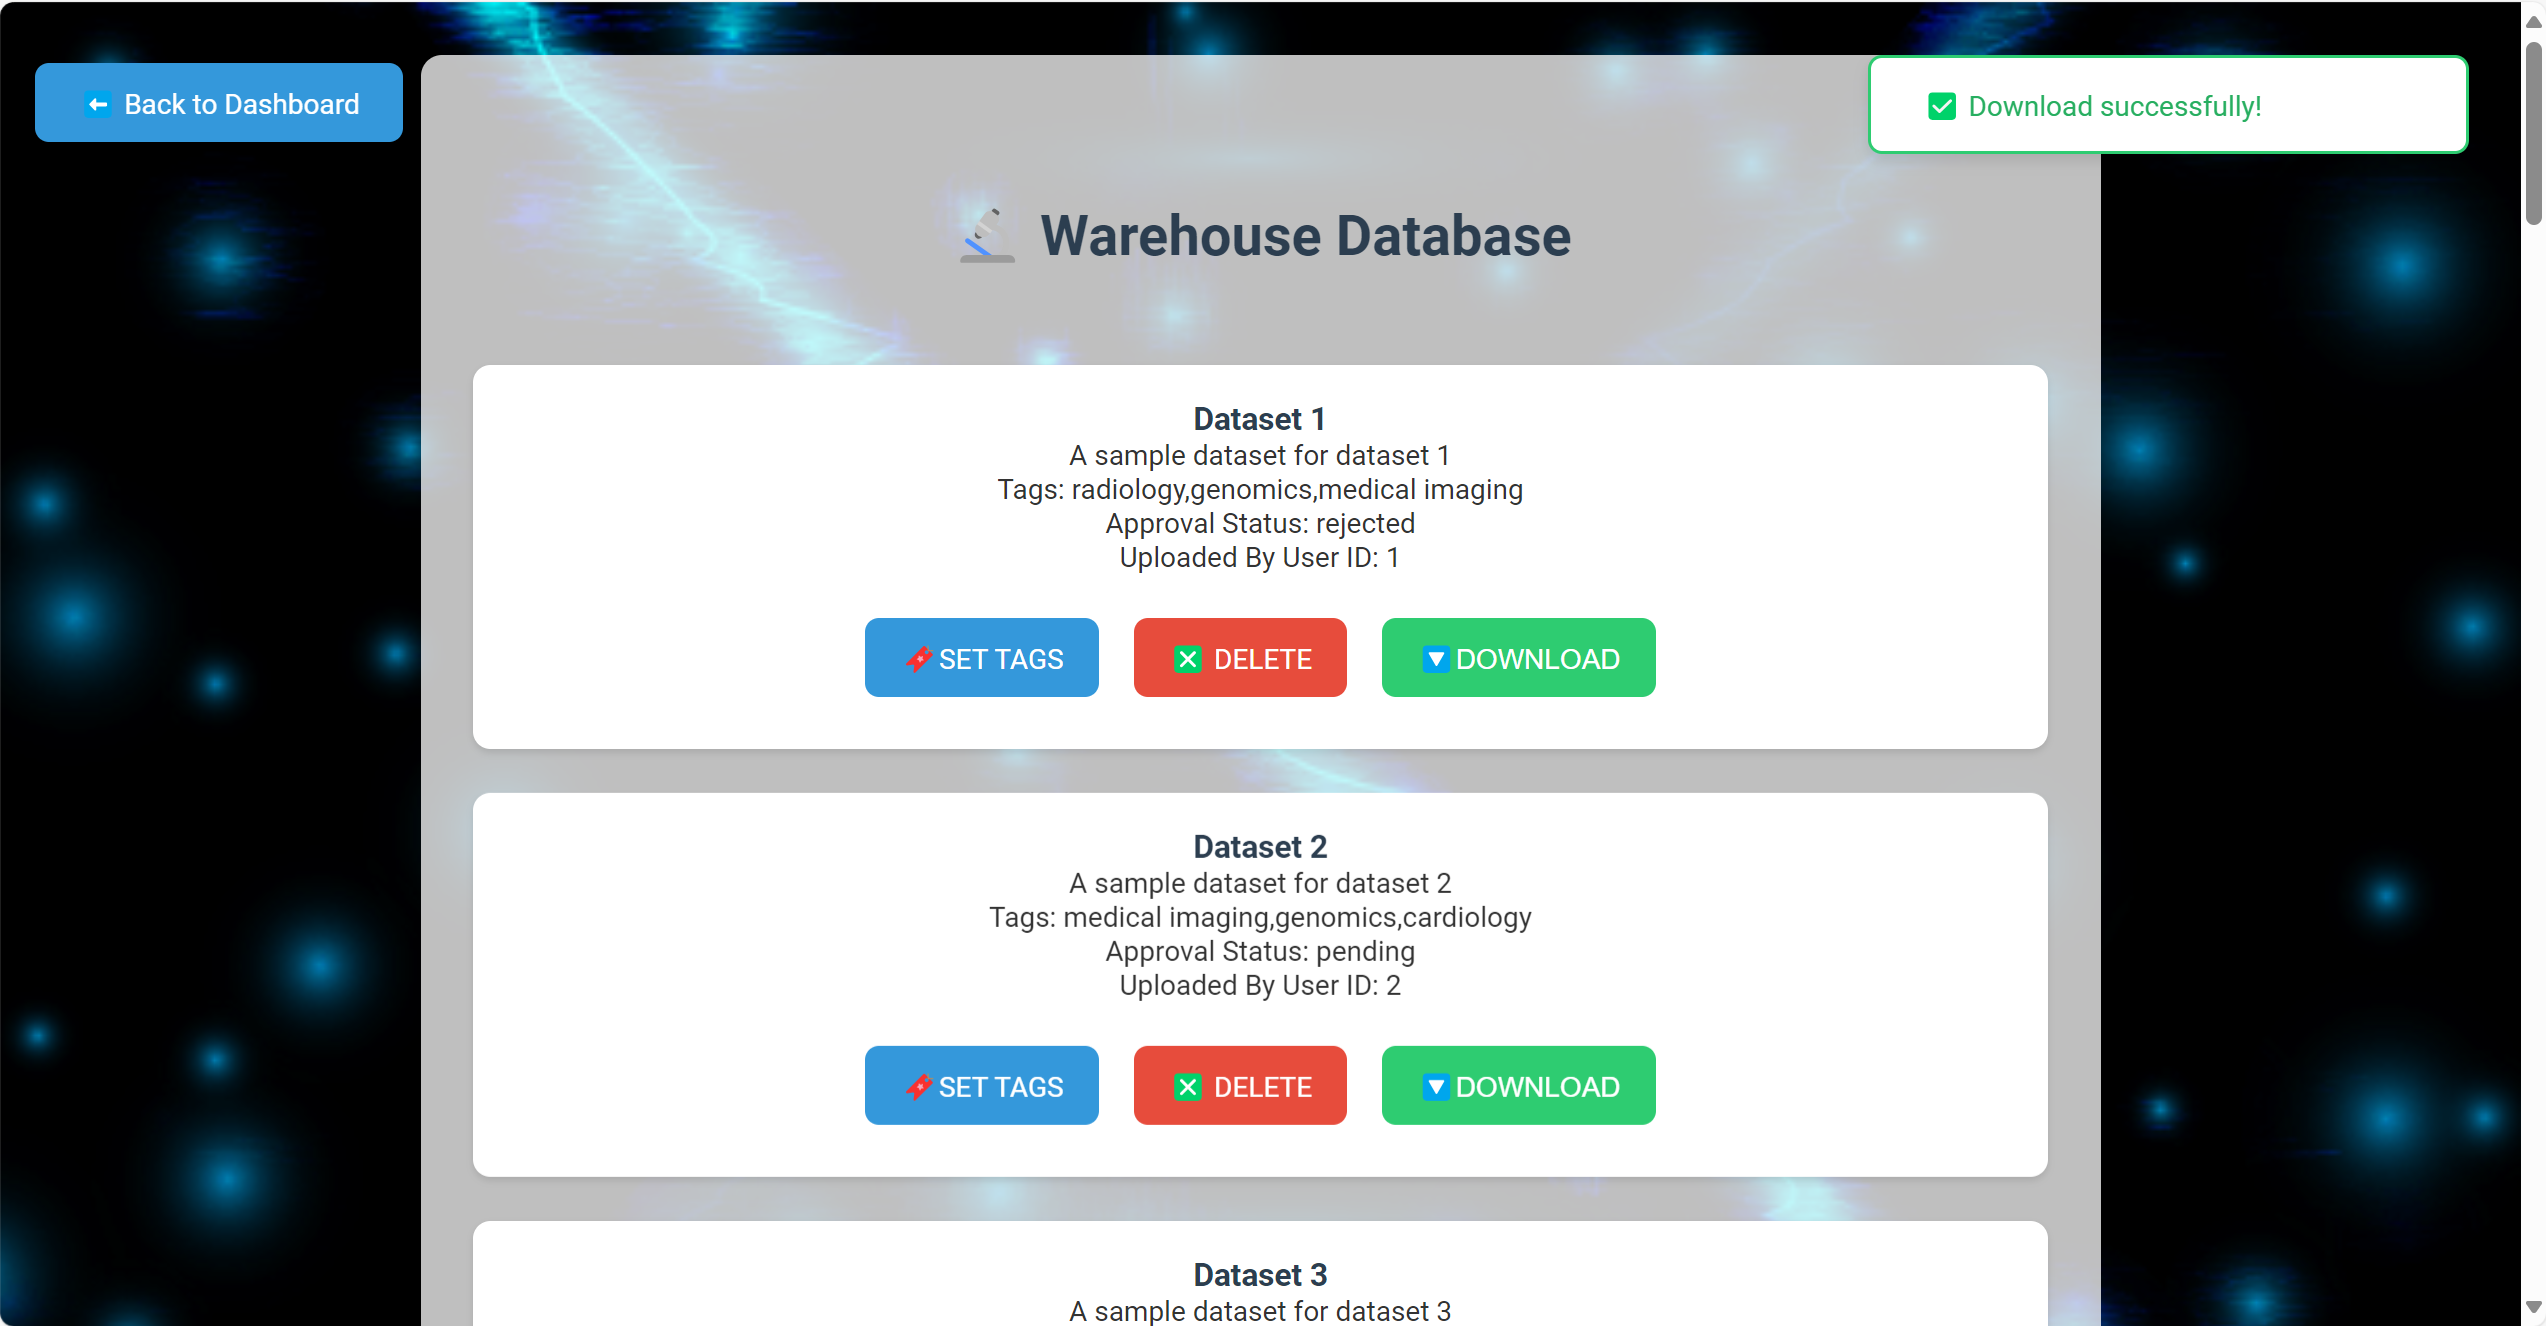 Back to Dashboard
Download successfully!
Warehouse Database
Dataset 1
A sample dataset for dataset 1
Tags: radiology,genomics,medical imaging
Approval Status: rejected
Uploaded By User ID: 1
SET TAGS
DELETE
DOWNLOAD
Dataset 2
A sample dataset for dataset 2
Tags: medical imaging,genomics,cardiology
Approval Status: pending
Uploaded By User ID: 2
SET TAGS
DELETE
DOWNLOAD
Dataset 3
A sample dataset for dataset 3